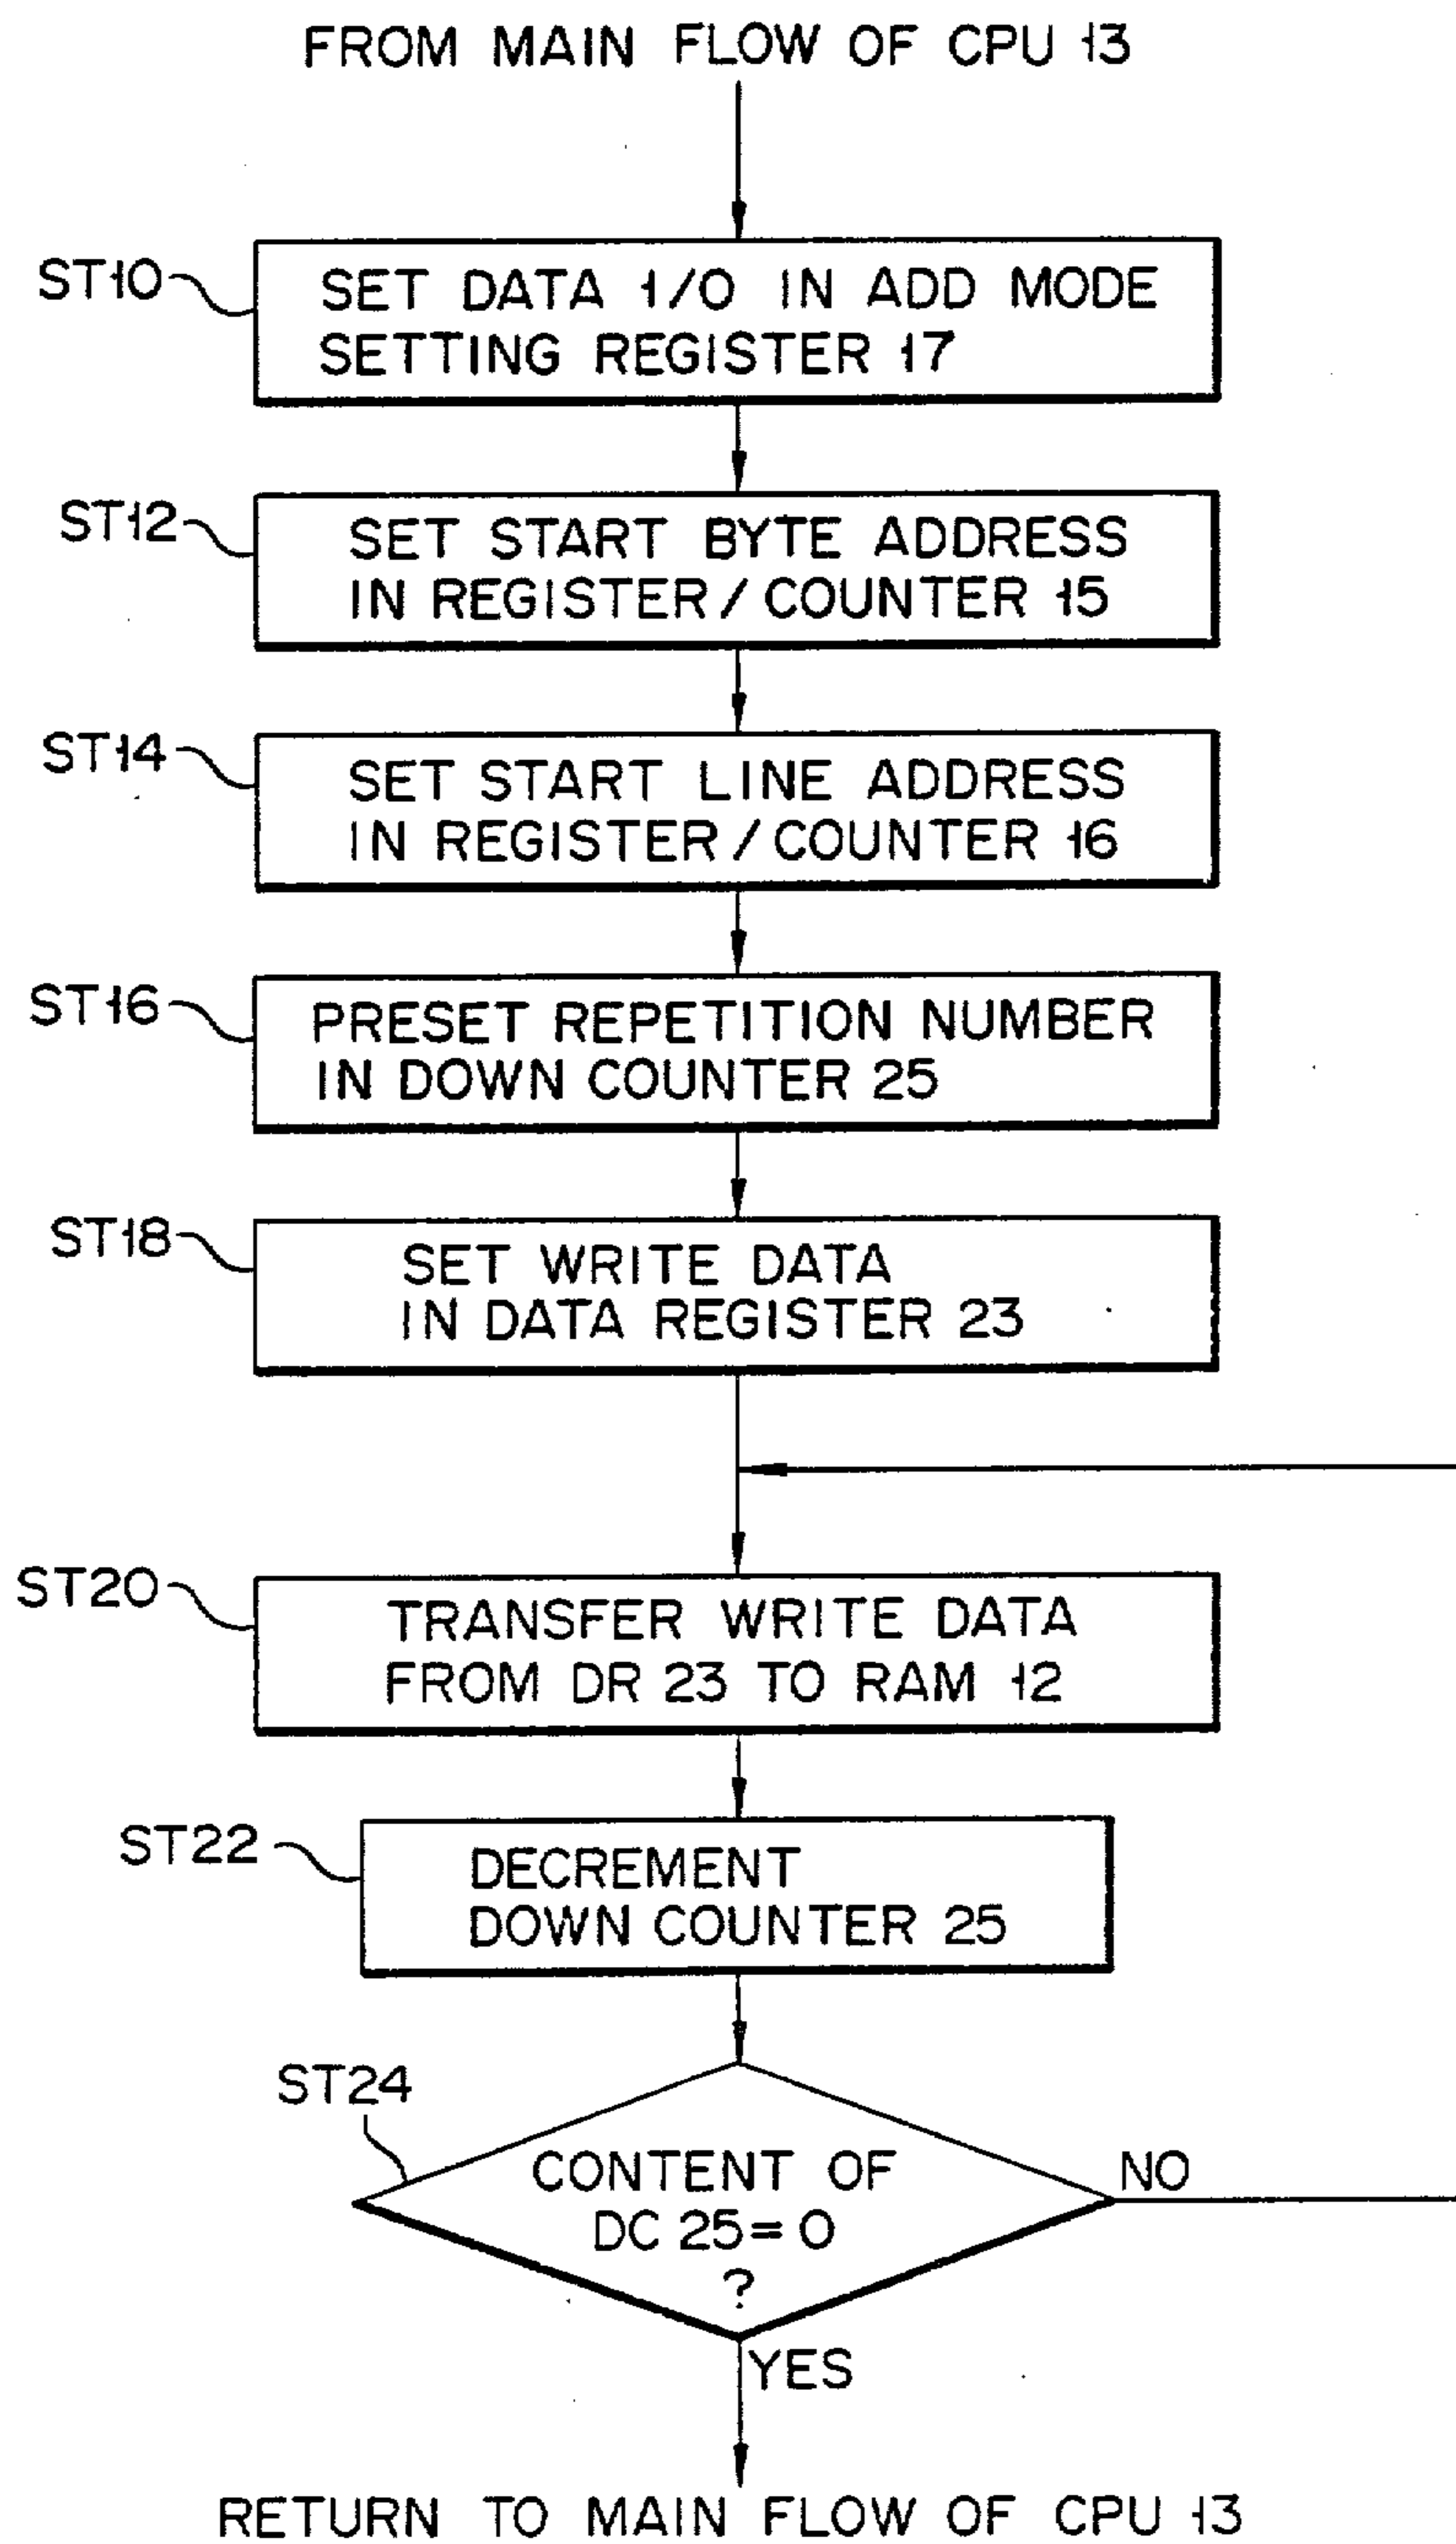 FROM MAIN FLOW OF CPU 13
ST10
SET DATA 1/0 IN ADD MODE
SETTING REGISTER 17
ST12
SET START BYTE ADDRESS
IN REGISTER/COUNTER 15
ST14
SET START LINE ADDRESS
IN REGISTER/COUNTER 16
ST16
PRESET REPETITION NUMBER
IN DOWN COUNTER 25
ST18
SET WRITE DATA
IN DATA REGISTER 23
ST20
TRANSFER WRITE DATA
FROM DR 23 TO RAM 12
ST22
DECREMENT
DOWN COUNTER 25
ST24
CONTENT OF
DC 25=0
?
NO
YES
RETURN TO MAIN FLOW OF CPU 13